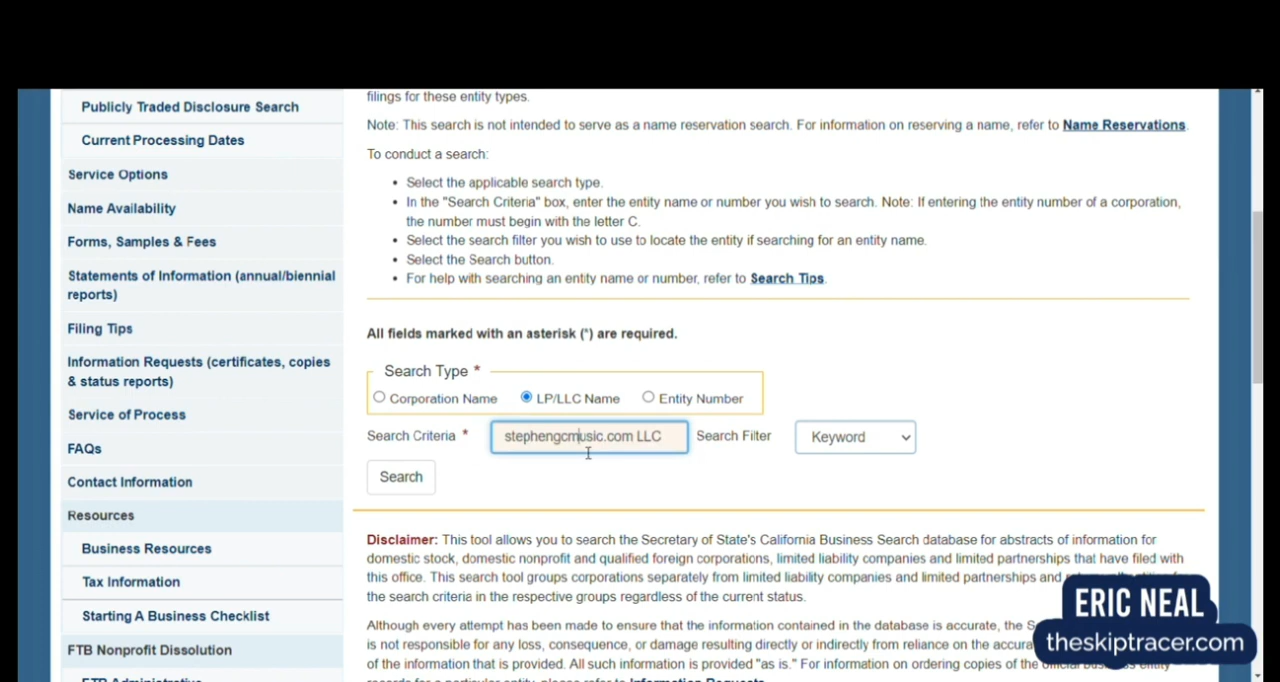 Publicly Traded Disclosure Search
Current Processing Dates
Service Options
Name Availability
Forms, Samples & Fees
Statements of Information (annual/biennial
reports)
Filing Tips
Information Requests (certificates, copies
& status reports)
Service of Process
FAQs
Contact Information
Resources
Business Resources
Tax Information
Starting A Business Checklist
FTB Nonprofit Dissolution
FTB Administrative
filings for these entity types.
Note: This search is not intended to serve as a name reservation search. For information on reserving a name, refer to Name Reservations.
To conduct a search:
• Select the applicable search type.
• In the "Search Criteria" box, enter the entity name or number you wish to search. Note: If entering the entity number of a corporation,
the number must begin with the letter C.
• Select the search filter you wish to use to locate the entity if searching for an entity name.
• Select the Search button.
• For help with searching an entity name or number, refer to Search Tips.
All fields marked with an asterisk (*) are required.
Search Type *
Corporation Name LP/LLC Name Entity Number
Search Criteria * stephengcmusic.com LLC Search Filter Keyword
Search
Disclaimer: This tool allows you to search the Secretary of State's California Business Search database for abstracts of information for
domestic stock, domestic nonprofit and qualified foreign corporations, limited liability companies and limited partnerships that have filed with
this office. This search tool groups corporations separately from limited liability companies and limited partnerships and
the search criteria in the respective groups regardless of the current status.
Although every attempt has been made to ensure that the information contained in the database is accurate, the
is not responsible for any loss, consequence, or damage resulting directly or indirectly from reliance on the
of the information that is provided. All such information is provided "as is." For information on ordering copies of the official business entity
records for a particular entity, please refer to Information Requests.
ERIC NEAL
theskiptracer.com